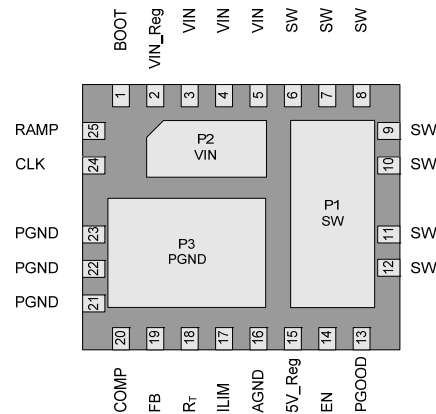 BOOT
VIN_Reg
VIN
VIN
VIN
SW
SW
SW
1
2
3
4
5
6
7
8
RAMP
25
CLK
24
PGND
23
PGND
22
PGND
21
P2
VIN
P1
SW
P3
PGND
9
SW
10
SW
11
SW
12
SW
20
19
18
17
16
15
14
13
COMP
FB
RT
ILIM
AGND
5V_Reg
EN
PGOOD